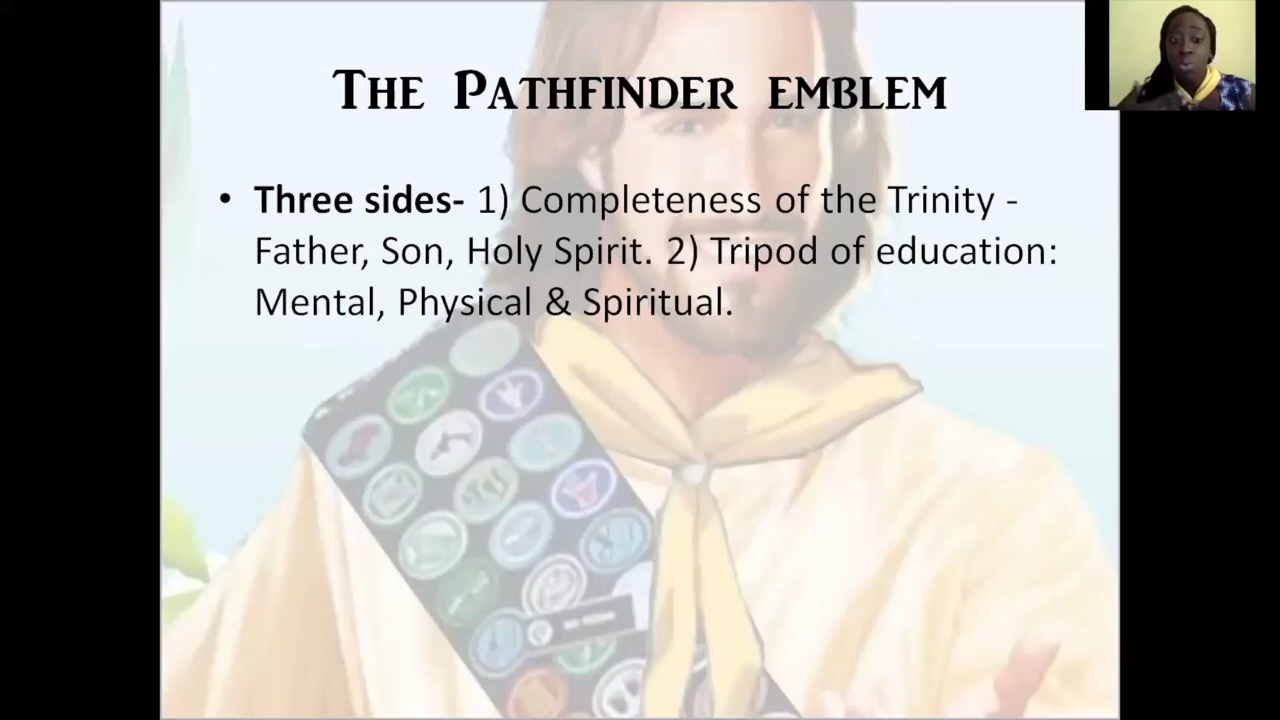 THE PATHFINDER EMBLEM
• Three sides- 1) Completeness of the Trinity -
Father, Son, Holy Spirit. 2) Tripod of education:
Mental, Physical & Spiritual.